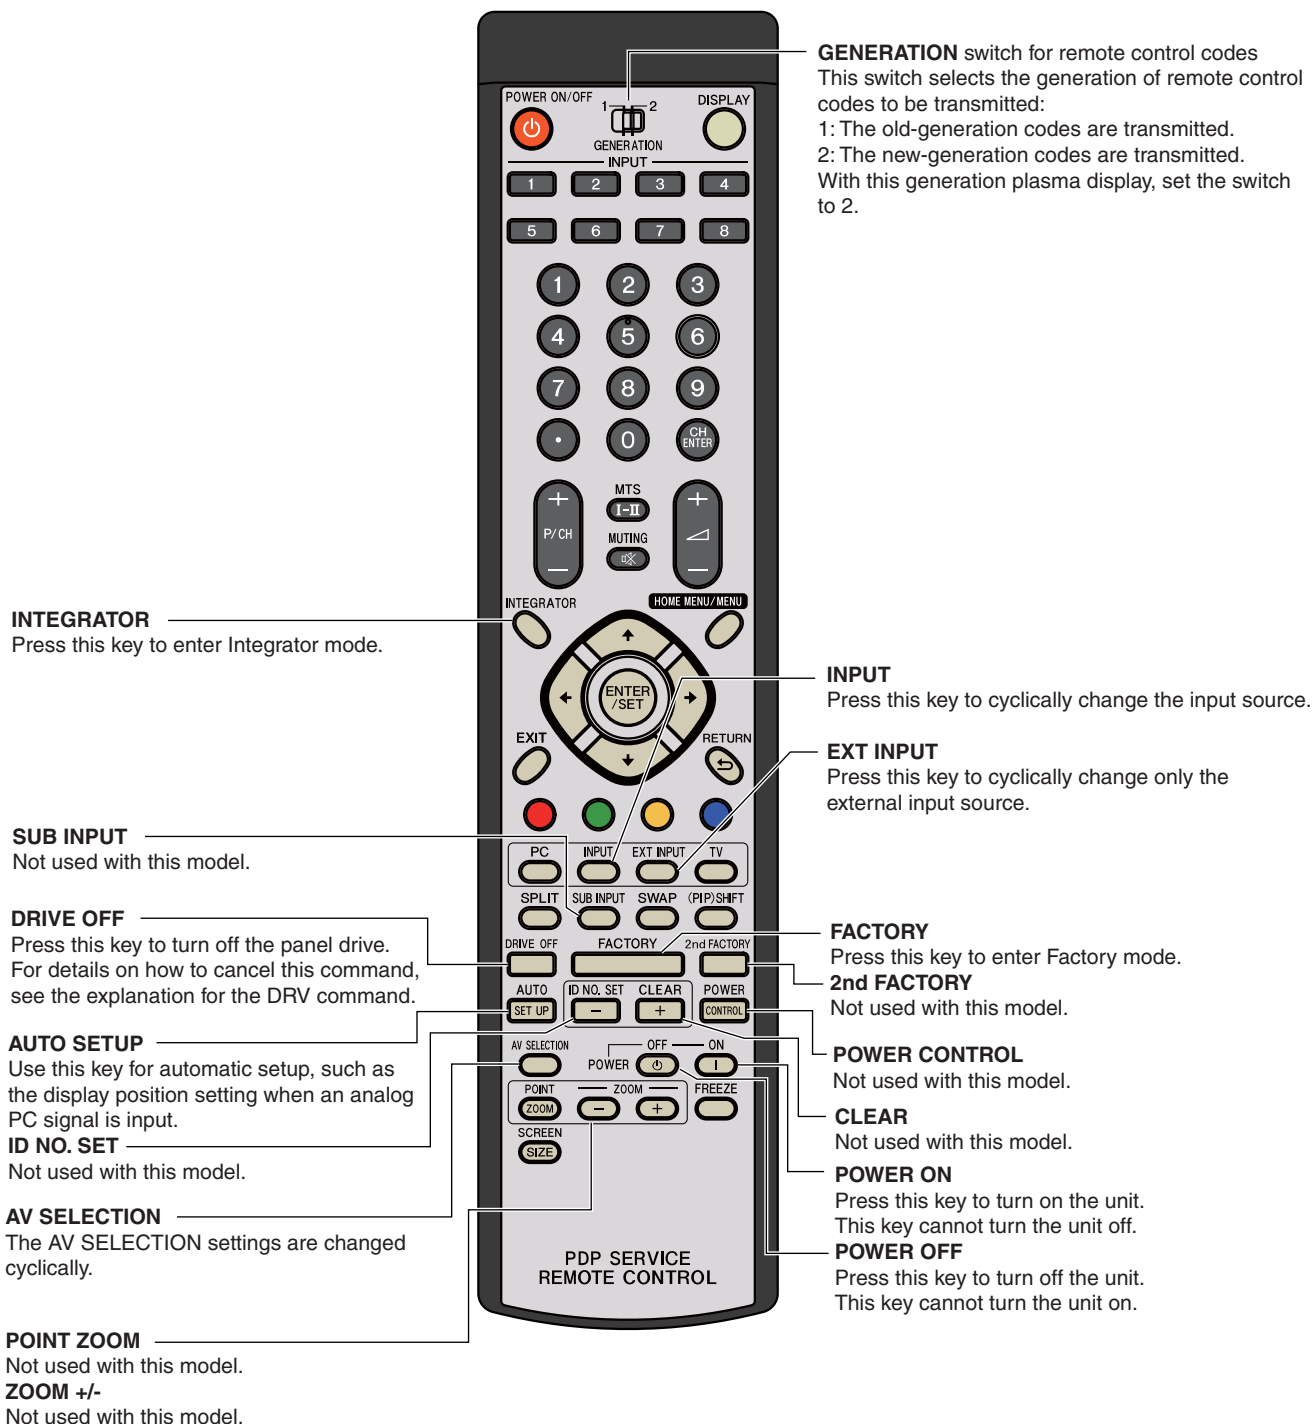 GENERATION switch for remote control codes
This switch selects the generation of remote control
codes to be transmitted:
1: The old-generation codes are transmitted.
2: The new-generation codes are transmitted.
With this generation plasma display, set the switch
to 2.
POWER ON/OFF
1 2
DISPLAY
GENERATION
INPUT
1 2 3 4
5 6 7 8
1 2 3
4 5 6
7 8 9
· 0 CH ENTER
+ MTS +
I-II
P/CH MUTING
— —
INTEGRATOR
HOME MENU/MENU
ENTER
/SET
EXIT
RETURN
PC INPUT EXT INPUT TV
SPLIT SUB INPUT SWAP (PIP)SHIFT
DRIVE OFF FACTORY 2nd FACTORY
AUTO ID NO. SET CLEAR POWER
SET UP − + CONTROL
AV SELECTION
POWER OFF ON
I
POINT ZOOM FREEZE
ZOOM − +
SCREEN
SIZE
PDP SERVICE
REMOTE CONTROL
INTEGRATOR
Press this key to enter Integrator mode.
SUB INPUT
Not used with this model.
DRIVE OFF
Press this key to turn off the panel drive.
For details on how to cancel this command,
see the explanation for the DRV command.
AUTO SETUP
Use this key for automatic setup, such as
the display position setting when an analog
PC signal is input.
ID NO. SET
Not used with this model.
AV SELECTION
The AV SELECTION settings are changed
cyclically.
POINT ZOOM
Not used with this model.
ZOOM +/-
Not used with this model.
INPUT
Press this key to cyclically change the input source.
EXT INPUT
Press this key to cyclically change only the
external input source.
FACTORY
Press this key to enter Factory mode.
2nd FACTORY
Not used with this model.
POWER CONTROL
Not used with this model.
CLEAR
Not used with this model.
POWER ON
Press this key to turn on the unit.
This key cannot turn the unit off.
POWER OFF
Press this key to turn off the unit.
This key cannot turn the unit on.